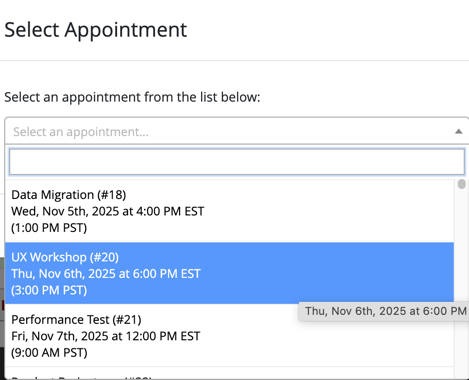 Select Appointment
Select an appointment from the list below:
Select an appointment...
Data Migration (#18)
Wed, Nov 5th, 2025 at 4:00 PM EST
(1:00 PM PST)
UX Workshop (#20)
Thu, Nov 6th, 2025 at 6:00 PM EST
(3:00 PM PST)
Thu, Nov 6th, 2025 at 6:00 PM
Performance Test (#21)
Fri, Nov 7th, 2025 at 12:00 PM EST
(9:00 AM PST)